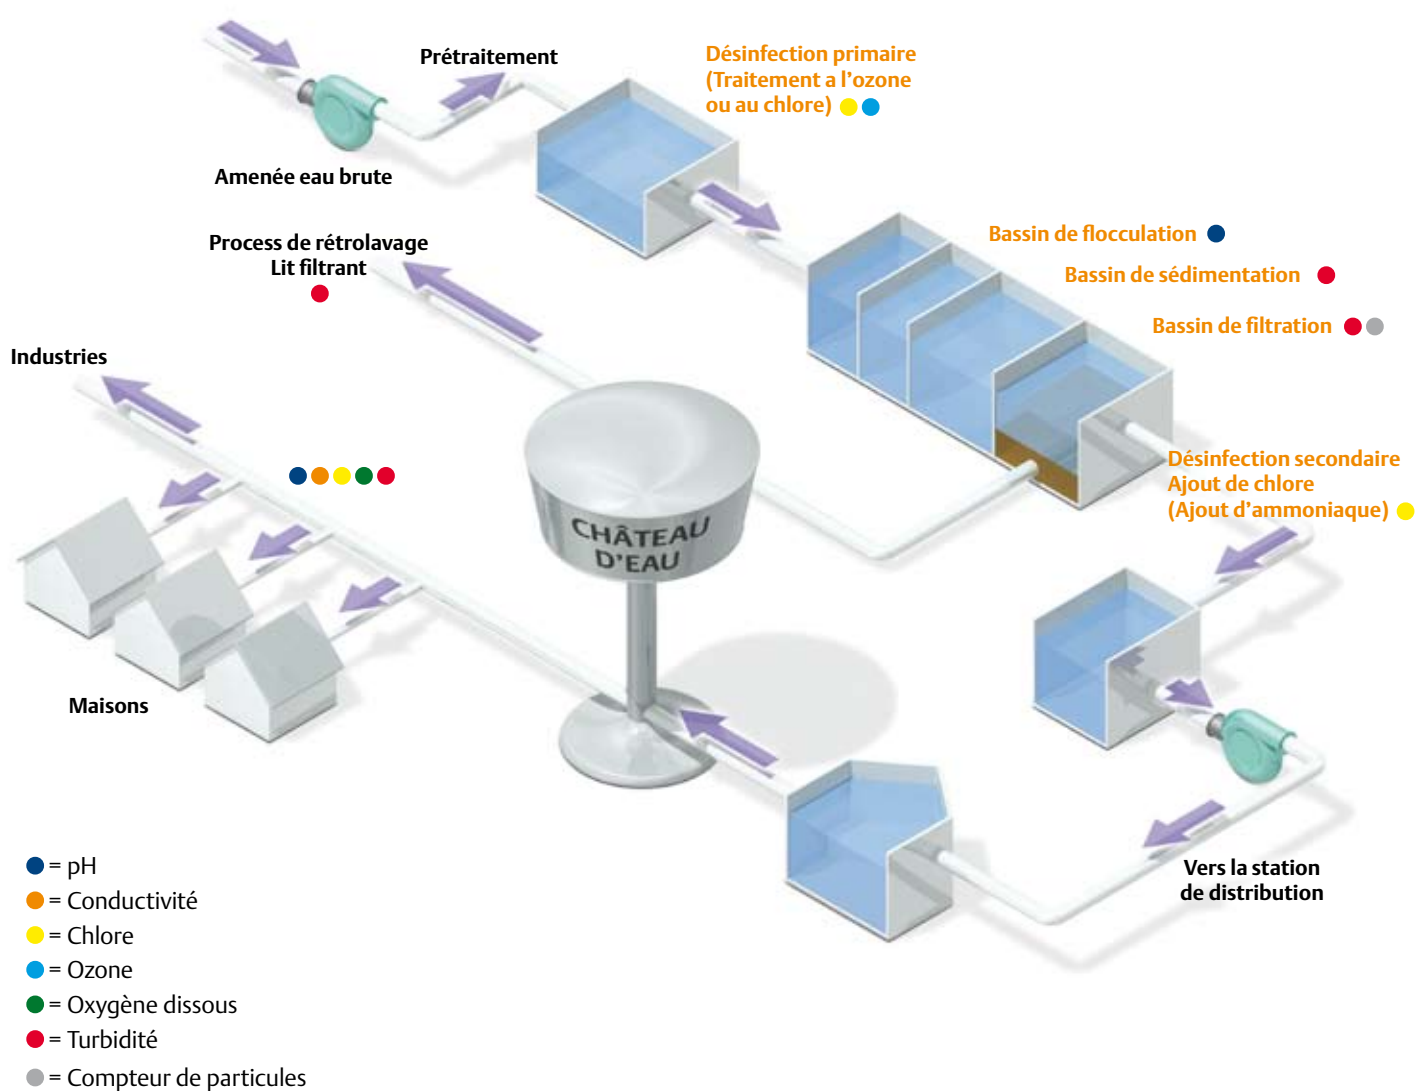 Prétraitement
Désinfection primaire
(Traitement a l'ozone
ou au chlore)
Amenée eau brute
Process de rétrolavage
Lit filtrant
Bassin de flocculation
Bassin de sédimentation
Bassin de filtration
Industries
Désinfection secondaire
Ajout de chlore
(Ajout d'ammoniaque)
CHÂTEAU
D'EAU
Maisons
Vers la station
de distribution
= pH
= Conductivité
= Chlore
= Ozone
= Oxygène dissous
= Turbidité
= Compteur de particules